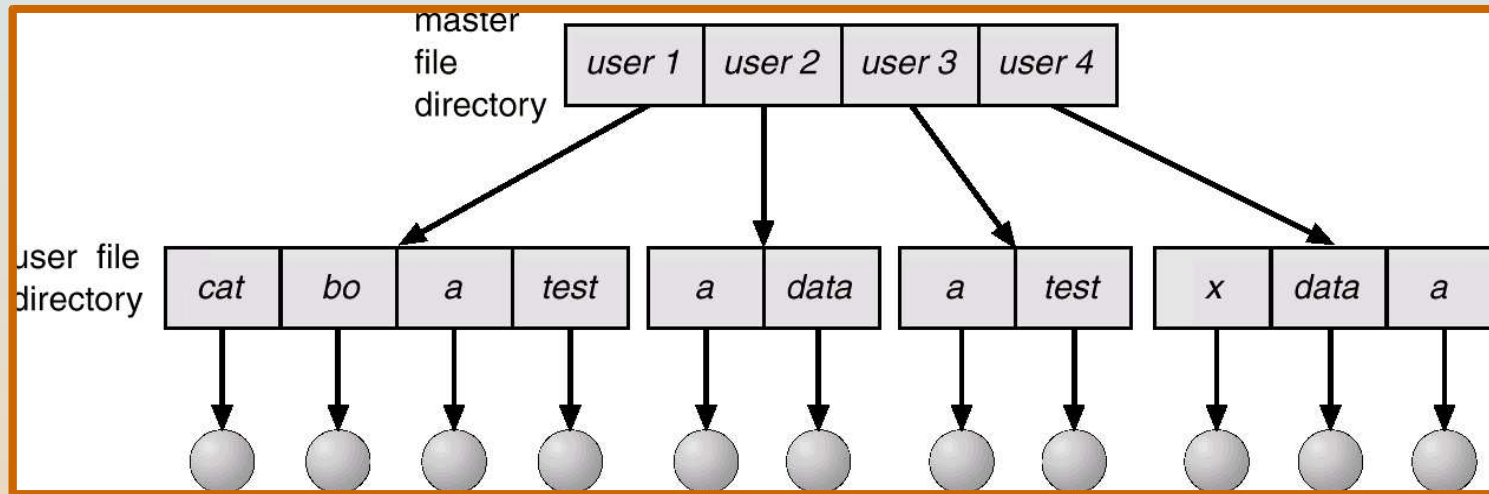 master
file
directory
user 1 user 2 user 3 user 4
user file
directory
cat bo a test a data a test x data a